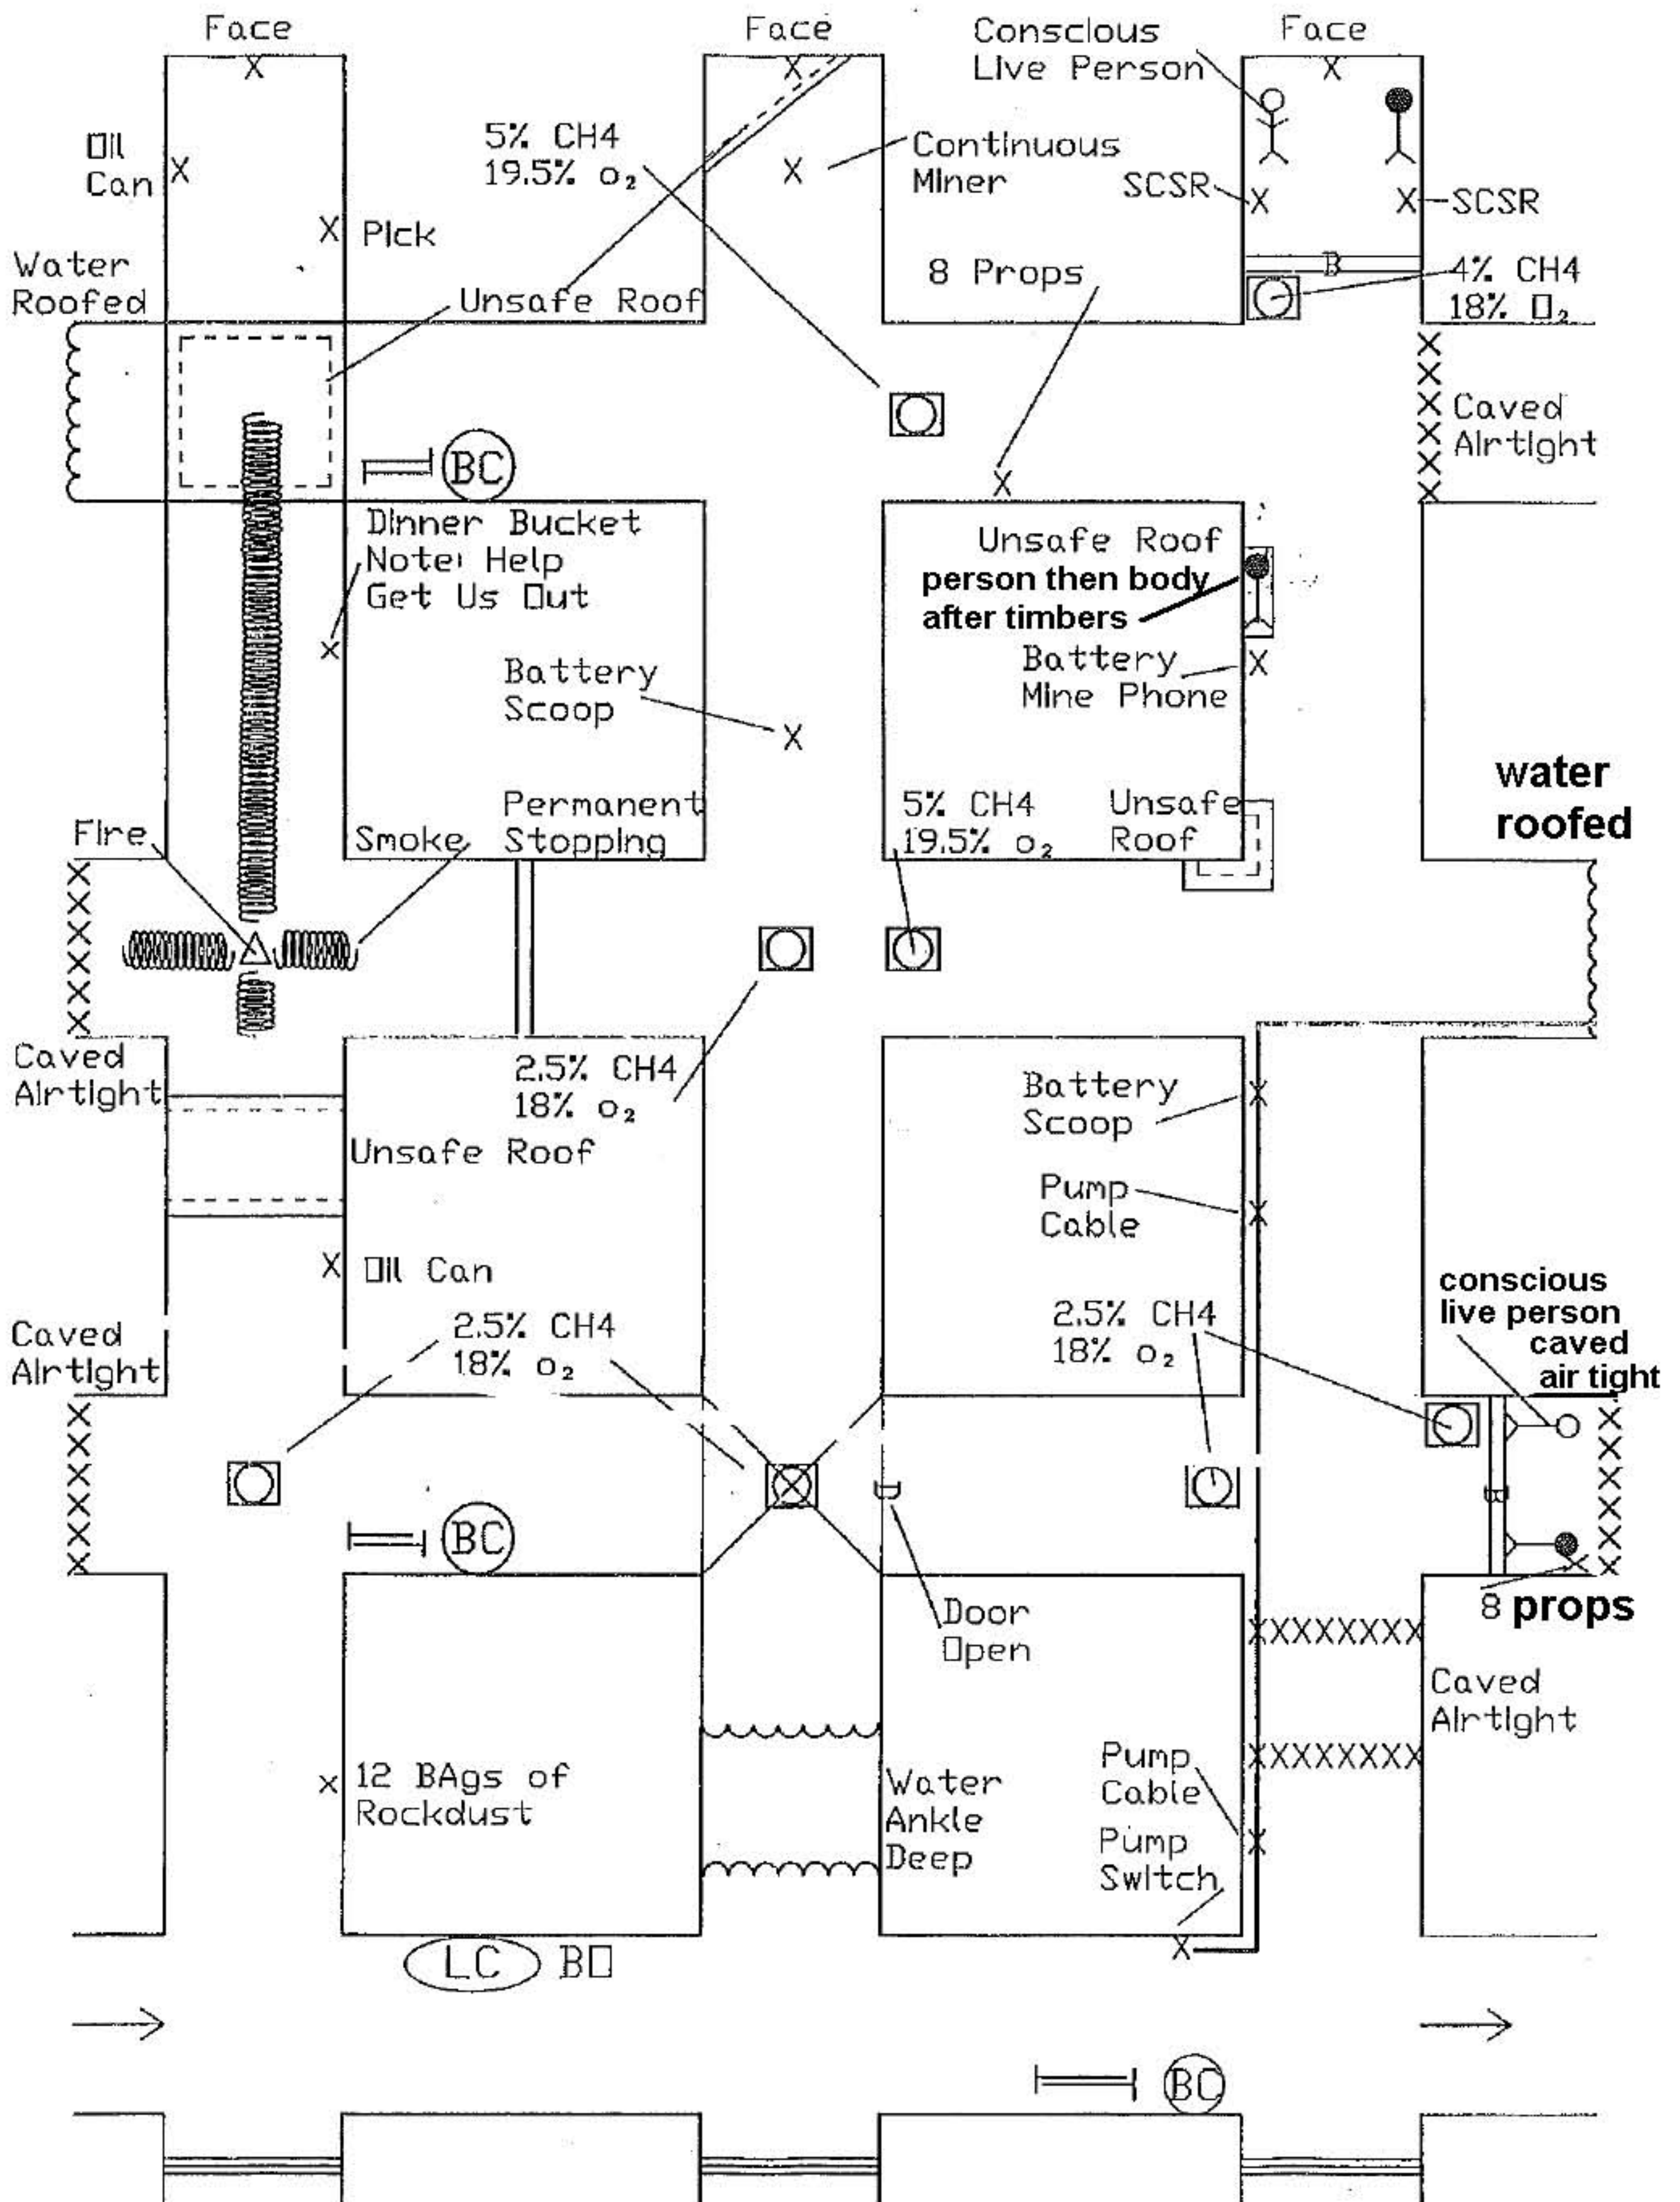 Face
Face
Conscious
Live Person
Face
Oil
Can
5% CH4
19.5% O₂
Continuous
Miner
SCSR
SCSR
Pick
Water
Roofed
Unsafe Roof
8 Props
B
4% CH4
18% O₂
Caved
Airtight
BC
Dinner Bucket
Note: Help
Get Us Out
Unsafe Roof
person then body
after timbers
Battery
Mine Phone
Battery
Scoop
water
roofed
Fire
Smoke
Permanent
Stopping
5% CH4
19.5% O₂
Unsafe
Roof
Caved
Airtight
2.5% CH4
18% O₂
Unsafe Roof
Battery
Scoop
Pump
Cable
Oil Can
Caved
Airtight
2.5% CH4
18% O₂
2.5% CH4
18% O₂
conscious
live person
caved
air tight
BC
D
B
8 props
Door
Open
Caved
Airtight
12 BAgs of
Rockdust
Water
Ankle
Deep
Pump
Cable
Pump
Switch
LC BO
BC